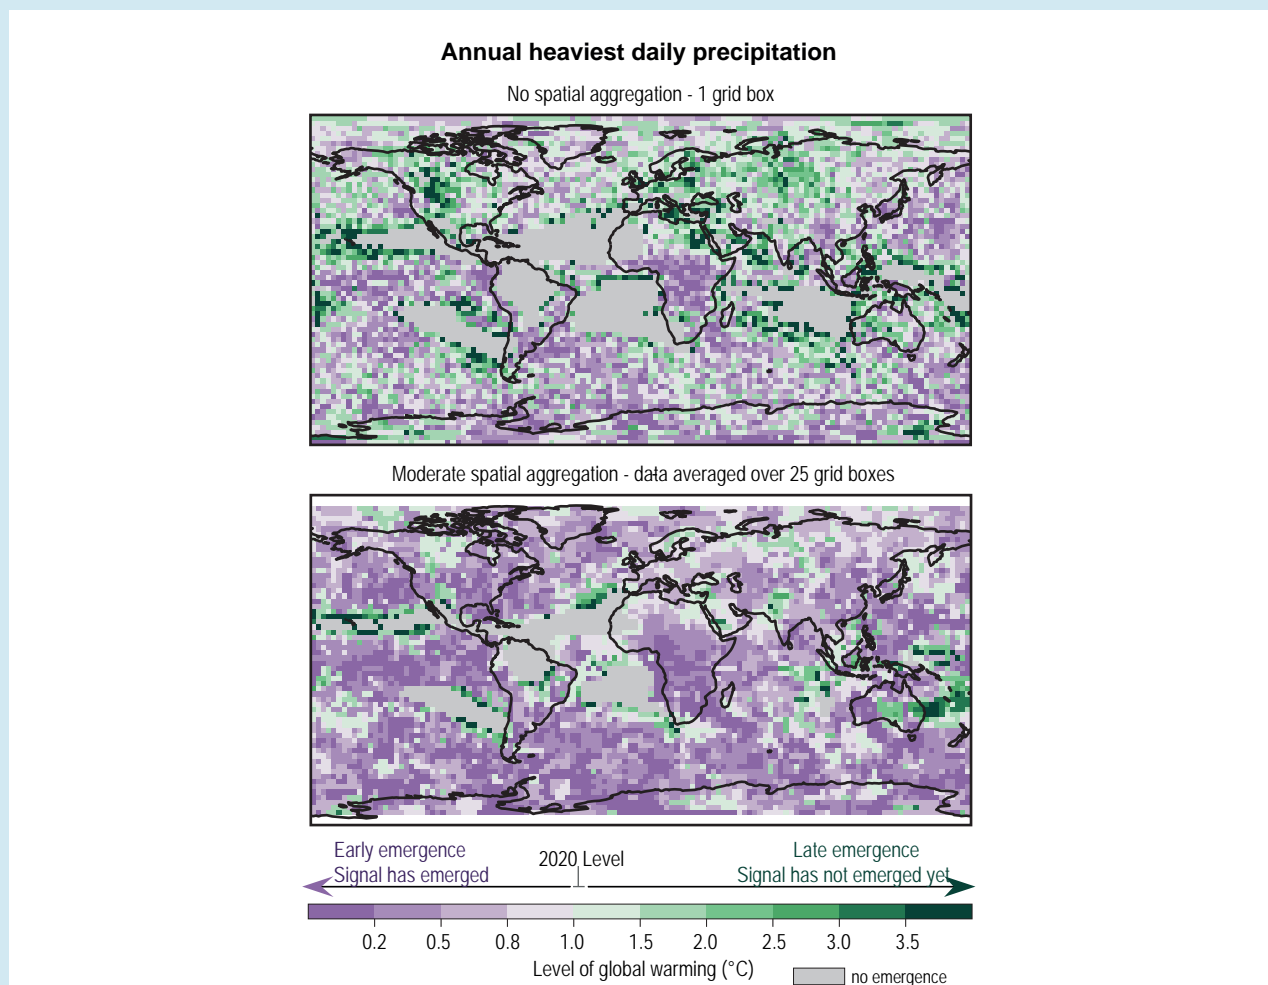 Annual heaviest daily precipitation
No spatial aggregation - 1 grid box
Moderate spatial aggregation - data averaged over 25 grid boxes
Early emergence
Signal has emerged
2020 Level
Late emergence
Signal has not emerged yet
0.2 0.5 0.8 1.0 1.5 2.0 2.5 3.0 3.5
Level of global warming (°C)
no emergence